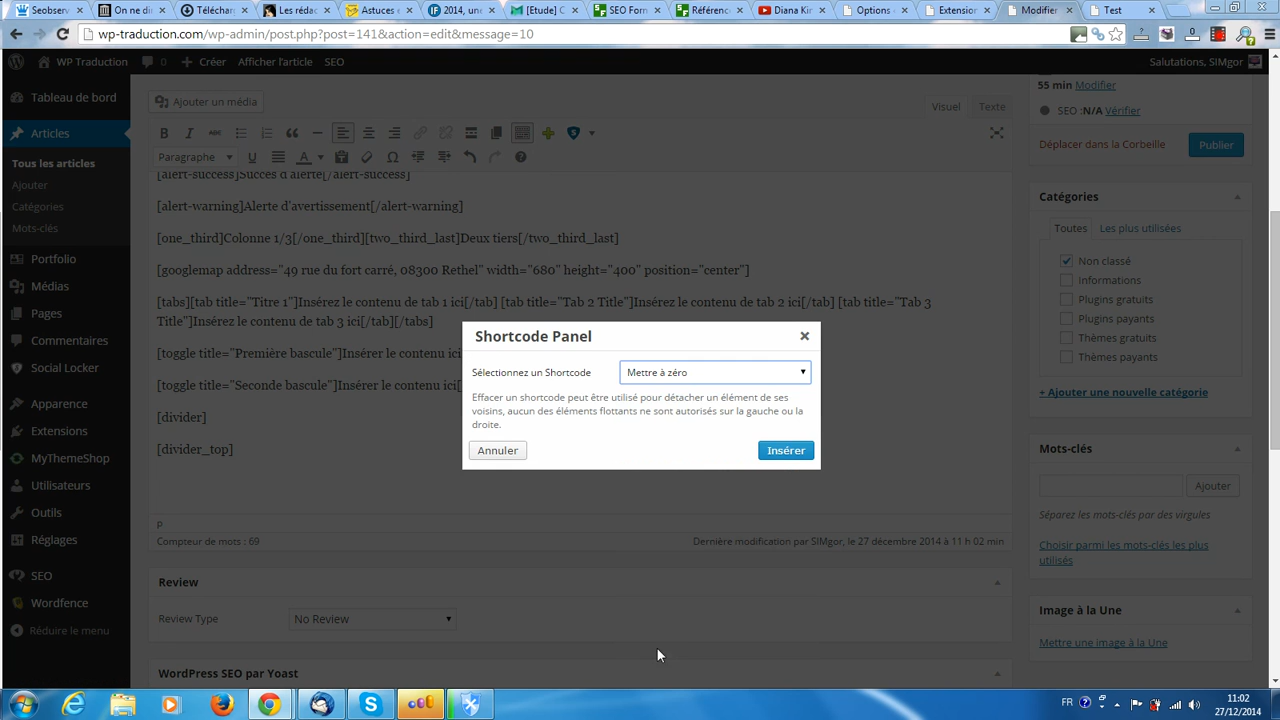 Seobserv
On ne di
Télécharg
Les réda
Astuces e
2014, une
[Etude] C
SEO Forr
Référenc
Diana Kir
Options
Extension
Modifier
Test
wp-traduction.com/wp-admin/post.php?post=141&action=edit&message=10
WP Traduction
0
Créer
Afficher l'article
SEO
Salutations, SIMgor
Tableau de bord
Articles
Tous les articles
Ajouter
Catégories
Mots-clés
Portfolio
Médias
Pages
Commentaires
Social Locker
Apparence
Extensions
MyThemeShop
Utilisateurs
Outils
Réglages
SEO
Wordfence
Réduire le menu
Ajouter un média
Visuel
Texte
Paragraphe
[alert-success]Succès d'alerte[/alert-success]
[alert-warning]Alerte d'avertissement[/alert-warning]
[one_third]Colonne 1/3[/one_third][two_third_last]Deux tiers[/two_third_last]
[googlemap address="49 rue du fort carré, 08300 Rethel" width="680" height="400" position="center"]
[tabs][tab title="Titre 1"]Insérez le contenu de tab 1 ici[/tab] [tab title="Tab 2 Title"]Insérez le contenu de tab 2 ici[/tab] [tab title="Tab 3
Title"]Insérez le contenu de tab 3 ici[/tab][/tabs]
[toggle title="Première bascule"]Insérer le contenu ici[
[toggle title="Seconde bascule"]Insérer le contenu ici[
[divider]
[divider_top]
P
Compteur de mots : 69
Dernière modification par SIMgor, le 27 décembre 2014 à 11 h 02 min
Shortcode Panel
Sélectionnez un Shortcode
Mettre à zéro
Effacer un shortcode peut être utilisé pour détacher un élément de ses
voisins, aucun des éléments flottants ne sont autorisés sur la gauche ou la
droite.
Annuler
Insérer
Review
Review Type
No Review
WordPress SEO par Yoast
55 min Modifier
SEO :N/A Vérifier
Déplacer dans la Corbeille
Publier
Catégories
Toutes
Les plus utilisées
Non classé
Informations
Plugins gratuits
Plugins payants
Thèmes gratuits
Thèmes payants
+ Ajouter une nouvelle catégorie
Mots-clés
Ajouter
Séparez les mots-clés par des virgules
Choisir parmi les mots-clés les plus
utilisés
Image à la Une
Mettre une image à la Une
FR
11:02
27/12/2014